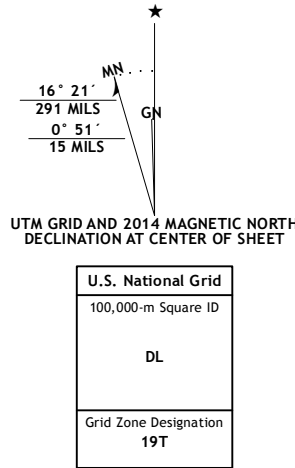 ★
MN
GN
16° 21´
291 MILS
0° 51´
15 MILS
UTM GRID AND 2014 MAGNETIC NORTH
DECLINATION AT CENTER OF SHEET
U.S. National Grid
100,000-m Square ID
DL
Grid Zone Designation
19T